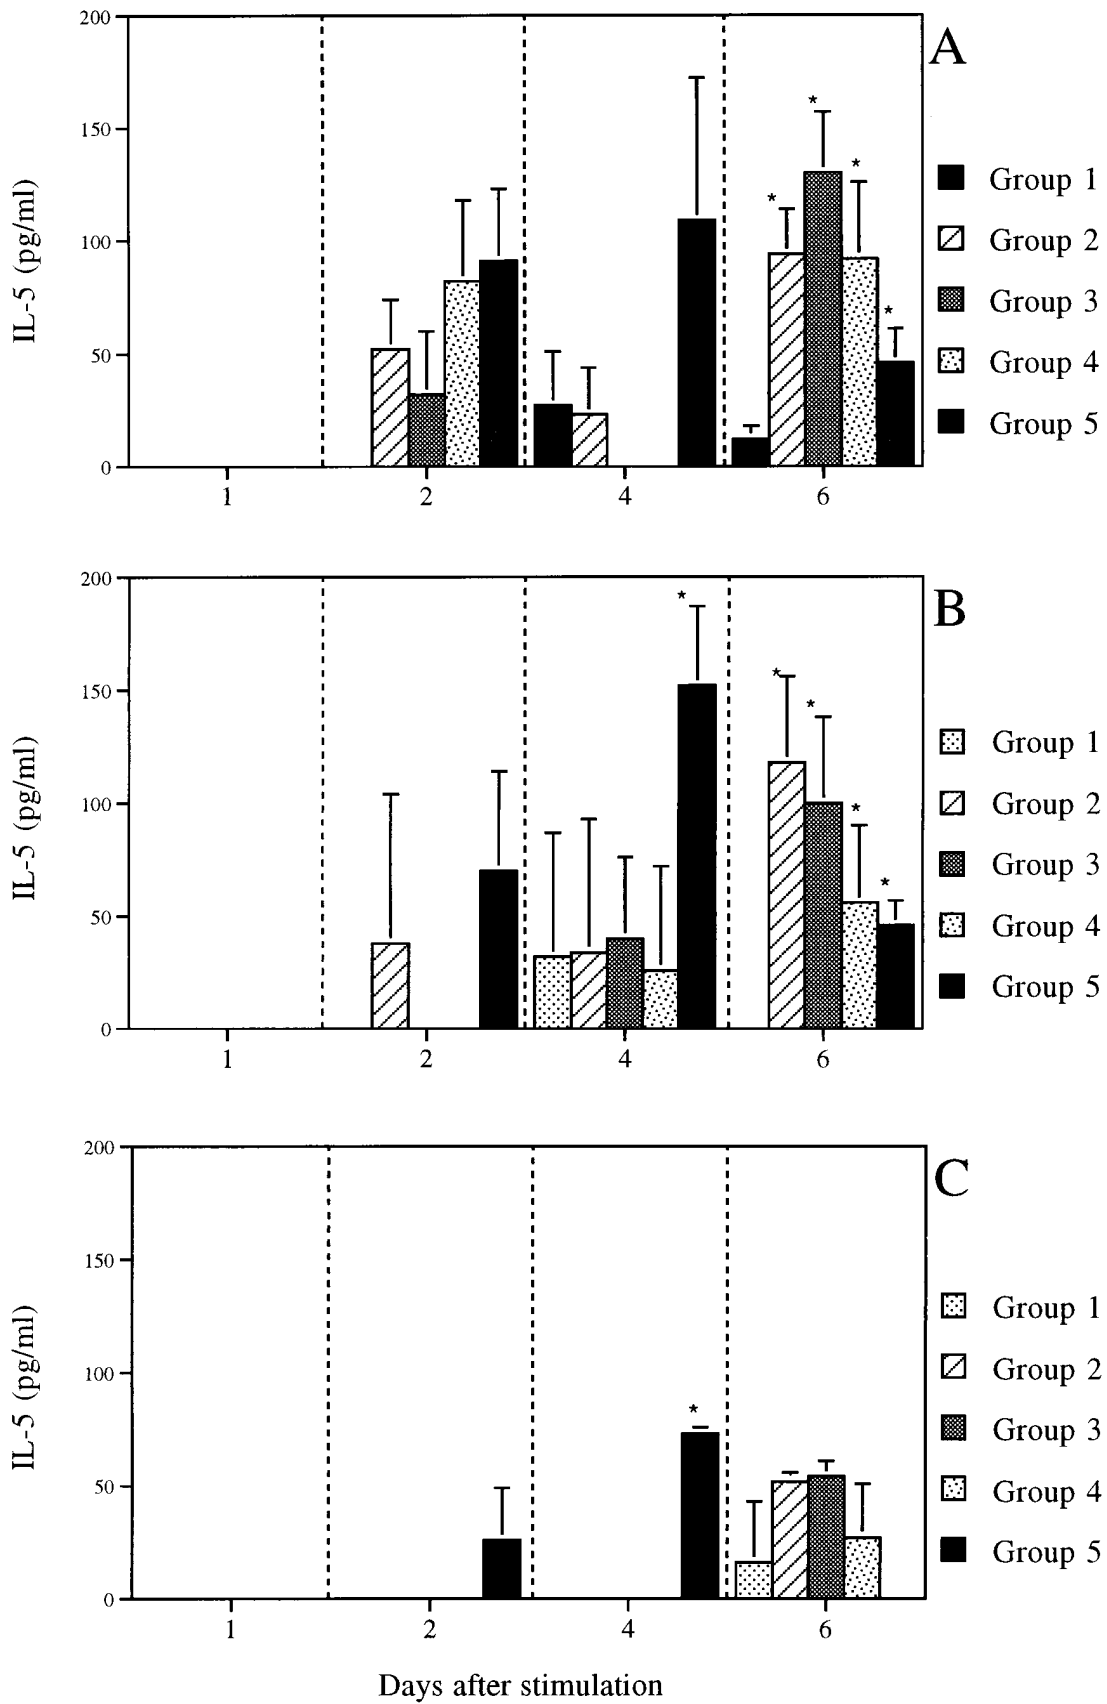 200
150
100
50
0
IL-5 (pg/ml)
* * * *
1 2 4 6
A
Group 1
Group 2
Group 3
Group 4
Group 5
200
150
100
50
0
IL-5 (pg/ml)
* * * * *
1 2 4 6
B
Group 1
Group 2
Group 3
Group 4
Group 5
200
150
100
50
0
IL-5 (pg/ml)
*
1 2 4 6
C
Group 1
Group 2
Group 3
Group 4
Group 5
Days after stimulation